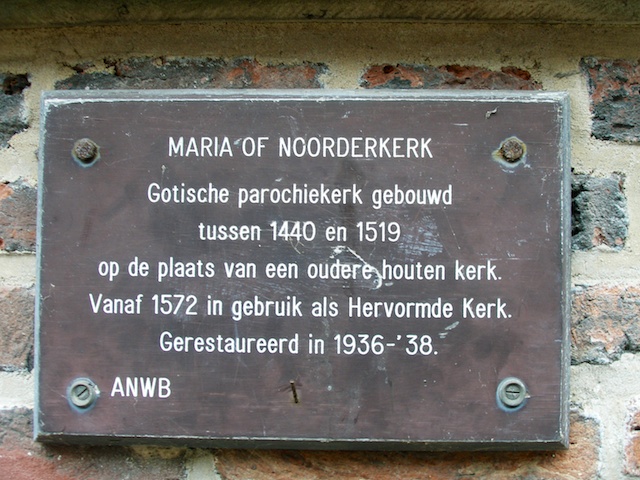 MARIA OF NOORDERKERK
Gotische parochiekerk gebouwd
tussen 1440 en 1519
op de plaats van een oudere houten kerk.
Vanaf 1572 in gebruik als Hervormde Kerk.
Gerestaureerd in 1936-'38.
ANWB